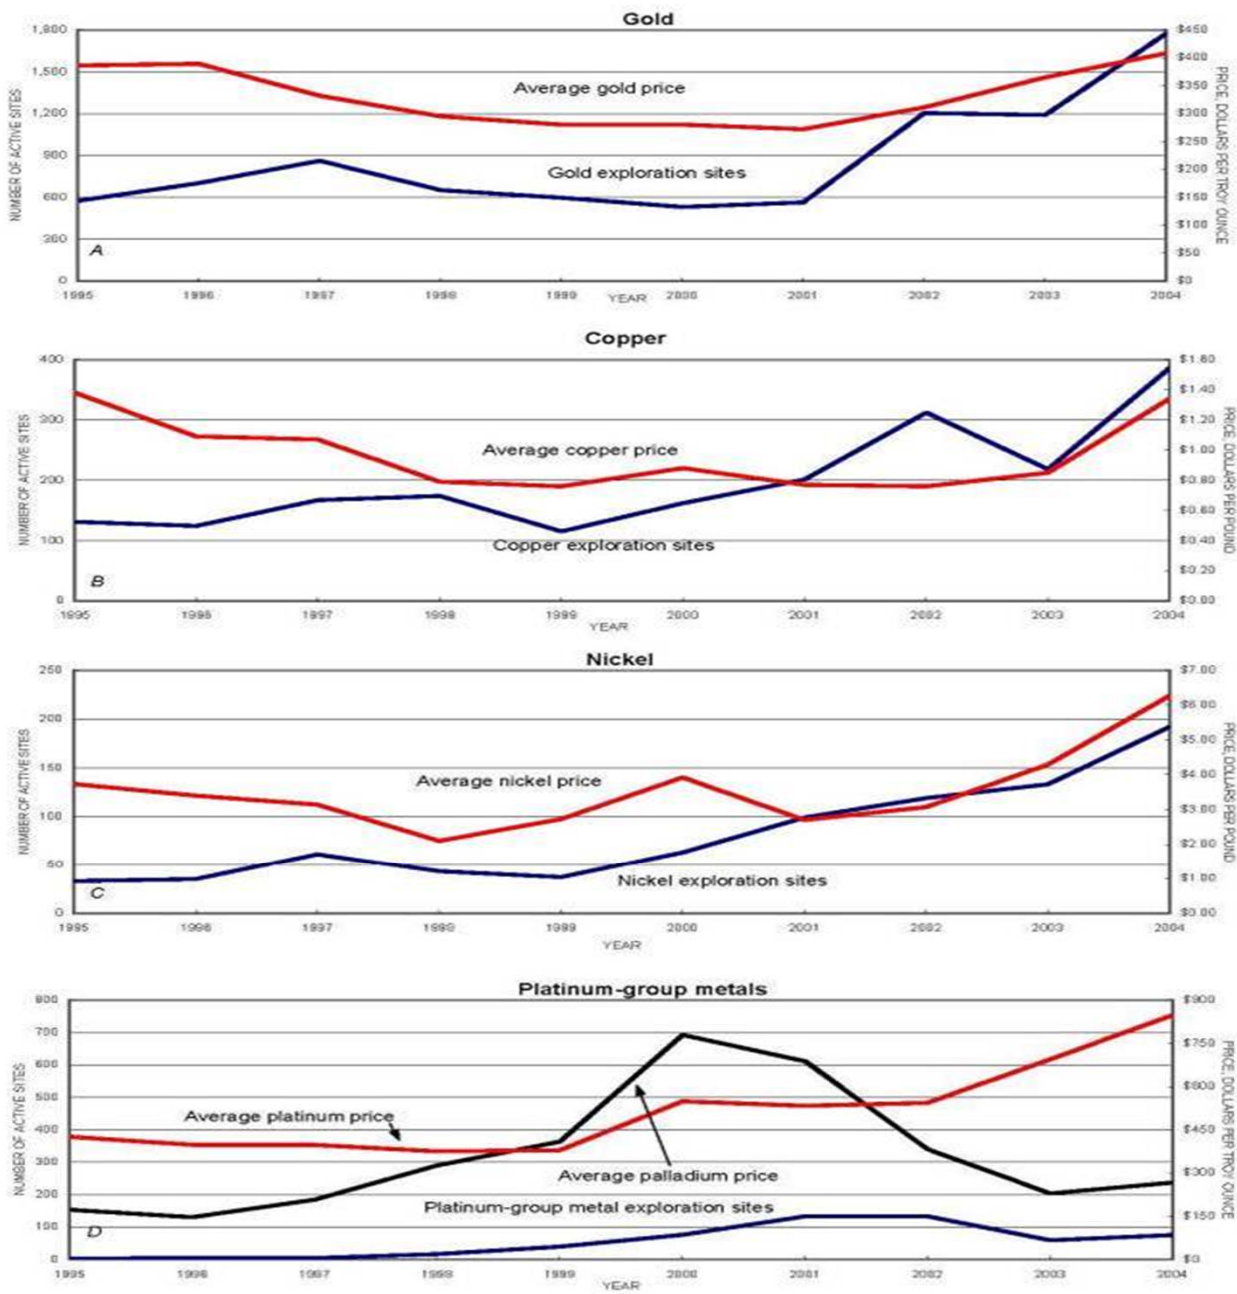 Gold
1,800
1,500
1,200
900
600
300
0
NUMBER OF ACTIVE SITES
Average gold price
Gold exploration sites
A
$450
$400
$350
$300
$250
$200
$150
$100
$50
$0
PRICE, DOLLARS PER TROY OUNCE
1995 1996 1997 1998 1999 2000 2001 2002 2003 2004
YEAR
Copper
400
300
200
100
0
NUMBER OF ACTIVE SITES
Average copper price
Copper exploration sites
B
$1.60
$1.40
$1.20
$1.00
$0.80
$0.60
$0.40
$0.20
$0.00
PRICE, DOLLARS PER POUND
1995 1996 1997 1998 1999 2000 2001 2002 2003 2004
YEAR
Nickel
250
200
150
100
50
0
NUMBER OF ACTIVE SITES
Average nickel price
Nickel exploration sites
C
$7.00
$6.00
$5.00
$4.00
$3.00
$2.00
$1.00
$0.00
PRICE, DOLLARS PER POUND
1995 1996 1997 1998 1999 2000 2001 2002 2003 2004
YEAR
Platinum-group metals
800
700
600
500
400
300
200
100
0
NUMBER OF ACTIVE SITES
Average platinum price
Average palladium price
Platinum-group metal exploration sites
D
$900
$750
$600
$450
$300
$150
$0
PRICE, DOLLARS PER TROY OUNCE
1995 1996 1997 1998 1999 2000 2001 2002 2003 2004
YEAR